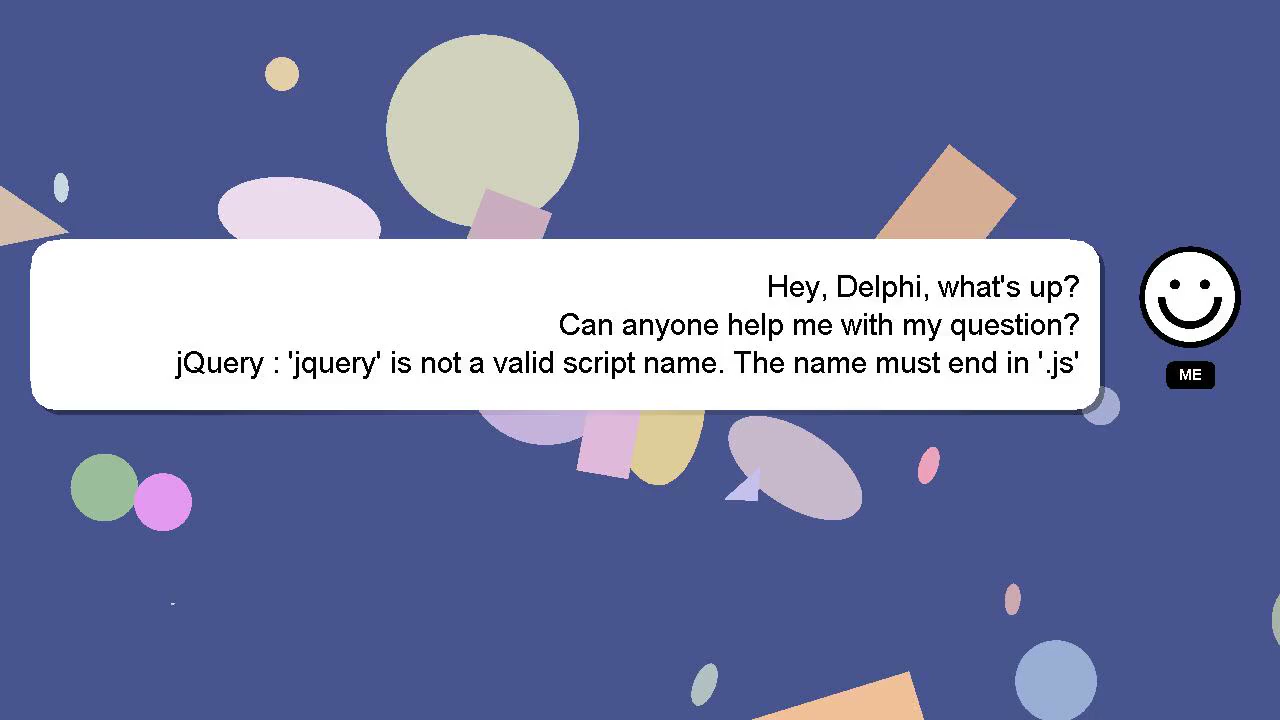 Hey, Delphi, what's up?
Can anyone help me with my question?
jQuery : 'jquery' is not a valid script name. The name must end in '.js'
ME